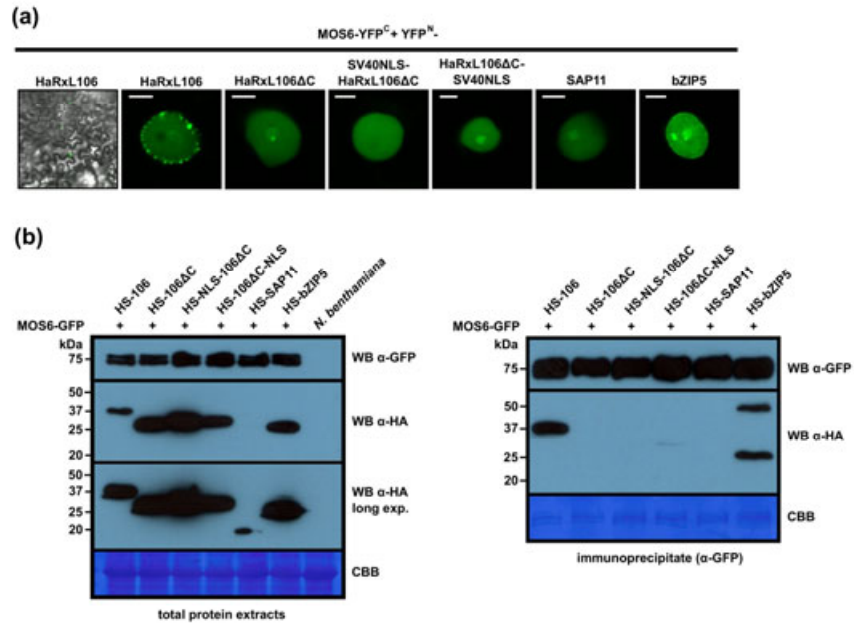 (a)
MOS6-YFPC+ YFPN-
HaRxL106
HaRxL106
HaRxL106ΔC
SV40NLS-
HaRxL106ΔC
HaRxL106ΔC-
SV40NLS
SAP11
bZIP5
(b)
HS-106
HS-106ΔC
HS-NLS-106ΔC
HS-106ΔC-NLS
HS-SAP11
HS-bZIP5
N. benthamiana
MOS6-GFP + + + + + +
kDa
75
WB α-GFP
50
37
25
20
WB α-HA
50
37
25
20
WB α-HA
long exp.
CBB
total protein extracts
HS-106
HS-106ΔC
HS-NLS-106ΔC
HS-106ΔC-NLS
HS-SAP11
HS-bZIP5
MOS6-GFP + + + + + +
kDa
75
WB α-GFP
50
37
25
20
WB α-HA
CBB
immunoprecipitate (α-GFP)